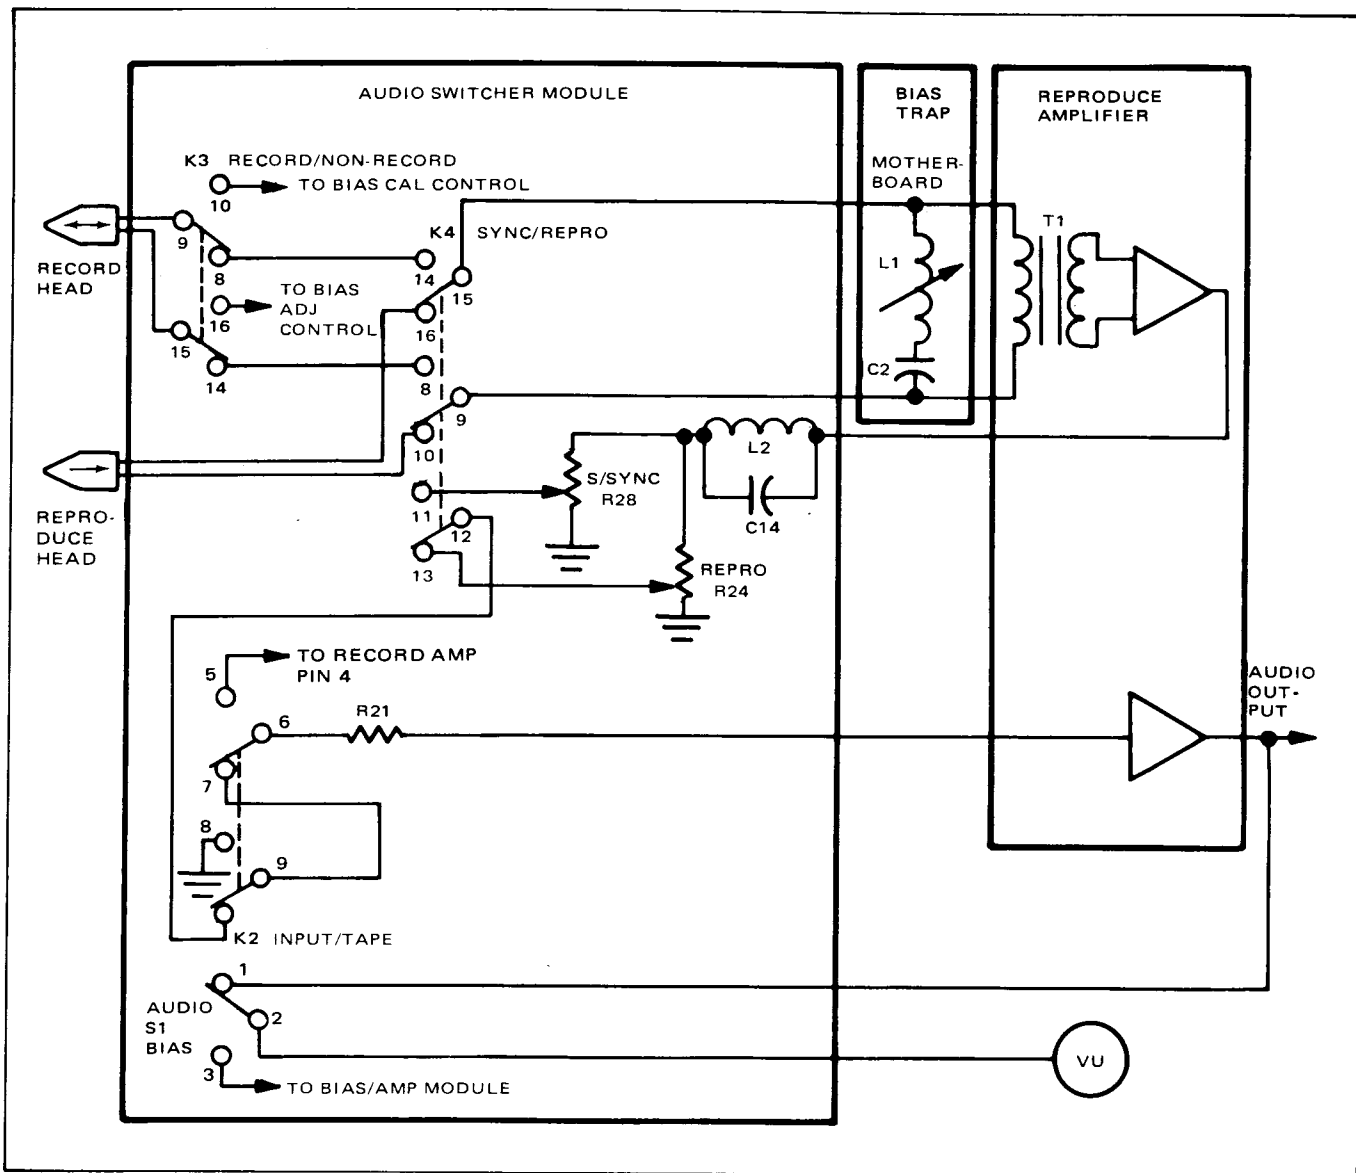 AUDIO SWITCHER MODULE
BIAS
TRAP
REPRODUCE
AMPLIFIER
K3 RECORD/NON-RECORD
10
TO BIAS CAL CONTROL
MOTHER-
BOARD
9
8
K4 SYNC/REPRO
T1
RECORD
HEAD
14
15
L1
16
TO BIAS
ADJ
CONTROL
16
15
14
8
C2
9
10
L2
S/SYNC
R28
11
12
C14
REPRO-
DUCE
HEAD
13
REPRO
R24
5
TO RECORD AMP
PIN 4
AUDIO
OUT-
PUT
6
R21
7
8
9
K2 INPUT/TAPE
1
AUDIO
S1
BIAS
2
3
TO BIAS/AMP MODULE
VU